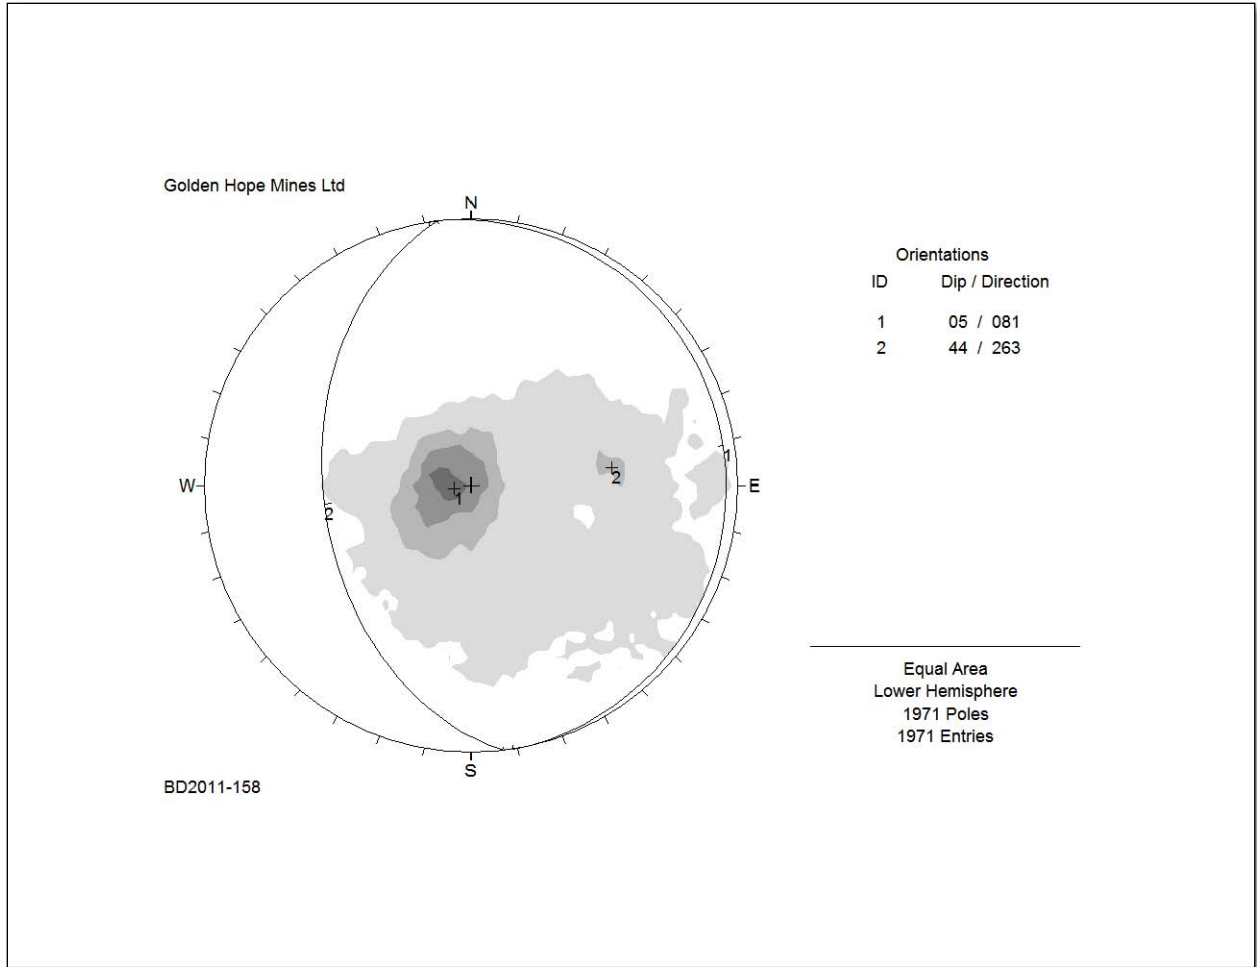 Golden Hope Mines Ltd
N
Orientations
ID Dip / Direction
1 05 / 081
2 44 / 263
1
2
W
1
E
2
Equal Area
Lower Hemisphere
1971 Poles
1971 Entries
S
BD2011-158